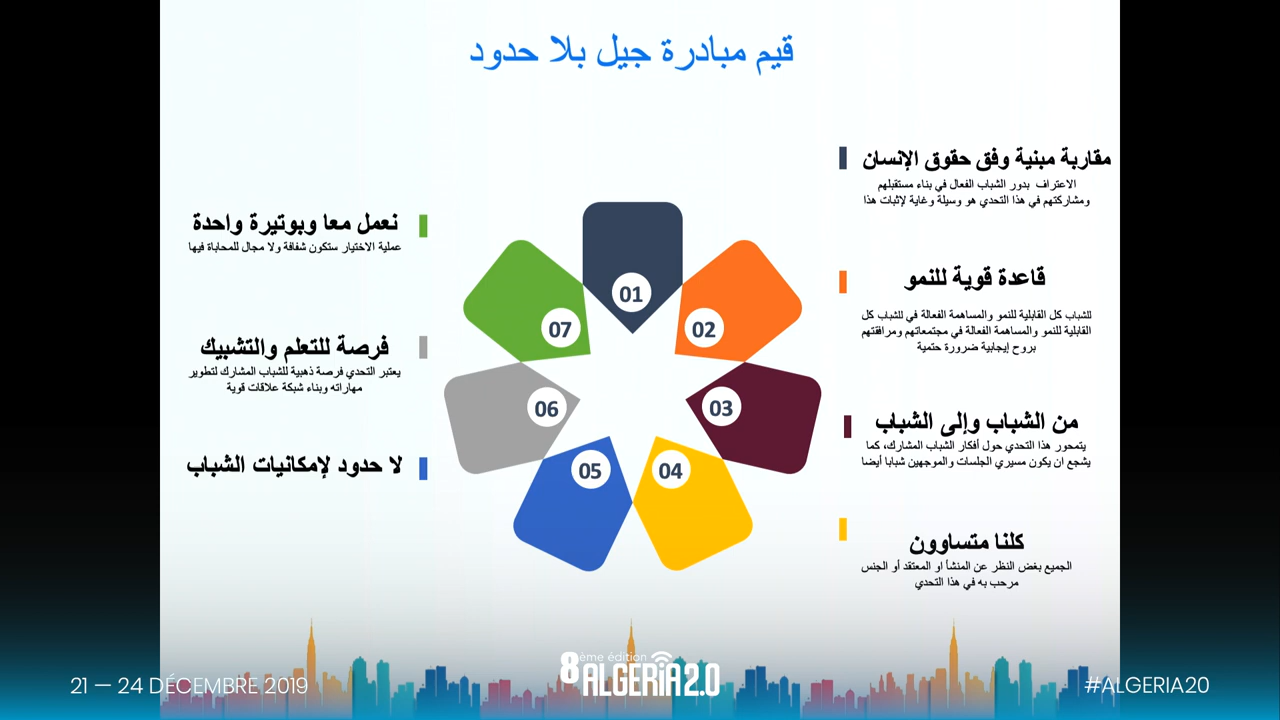 قيم مبادرة جيل بلا حدود
مقاربة مبنية وفق حقوق الإنسان
الاعتراف بدور الشباب الفعال في بناء مستقبلهم
ومشاركتهم في هذا التحدي هو وسيلة وغاية لإثبات هذا
قاعدة قوية للنمو
للشباب كل القابلية للنمو والمساهمة الفعالة في للشباب كل
القابلية للنمو والمساهمة الفعالة في مجتمعاتهم ومرافقتهم
بروح إيجابية ضرورة حتمية
من الشباب وإلى الشباب
يتمحور هذا التحدي حول أفكار الشباب المشارك، كما
يشجع ان يكون مسيري الجلسات والموجهين شبابا أيضا
كلنا متساوون
الجميع بغض النظر عن المنشأ او المعتقد أو الجنس
مرحب به في هذا التحدي
لا حدود لإمكانيات الشباب
فرصة للتعلم والتشبيك
يعتبر التحدي فرصة ذهبية للشباب المشارك لتطوير
مهاراته وبناء شبكة علاقات قوية
نعمل معا وبوتيرة واحدة
عملية الاختيار ستكون شفافة ولا مجال للمحاباة فيها
01
02
03
04
05
06
07
21 — 24 DÉCEMBRE 2019
8ème édition
ALGERIA 2.0
#ALGERIA20